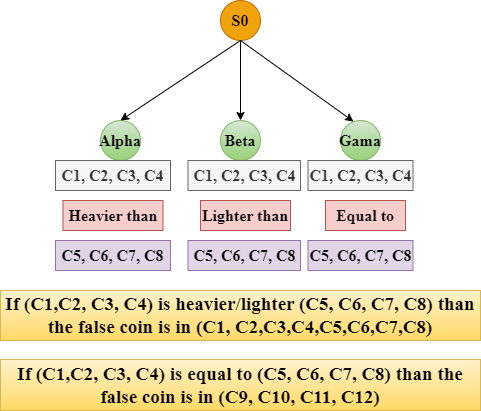 S0
Alpha Beta Gama
C1, C2, C3, C4 C1, C2, C3, C4 C1, C2, C3, C4
Heavier than Lighter than Equal to
C5, C6, C7, C8 C5, C6, C7, C8 C5, C6, C7, C8
If (C1,C2, C3, C4) is heavier/lighter (C5, C6, C7, C8) than
the false coin is in (C1, C2,C3,C4,C5,C6,C7,C8)
If (C1,C2, C3, C4) is equal to (C5, C6, C7, C8) than the
false coin is in (C9, C10, C11, C12)